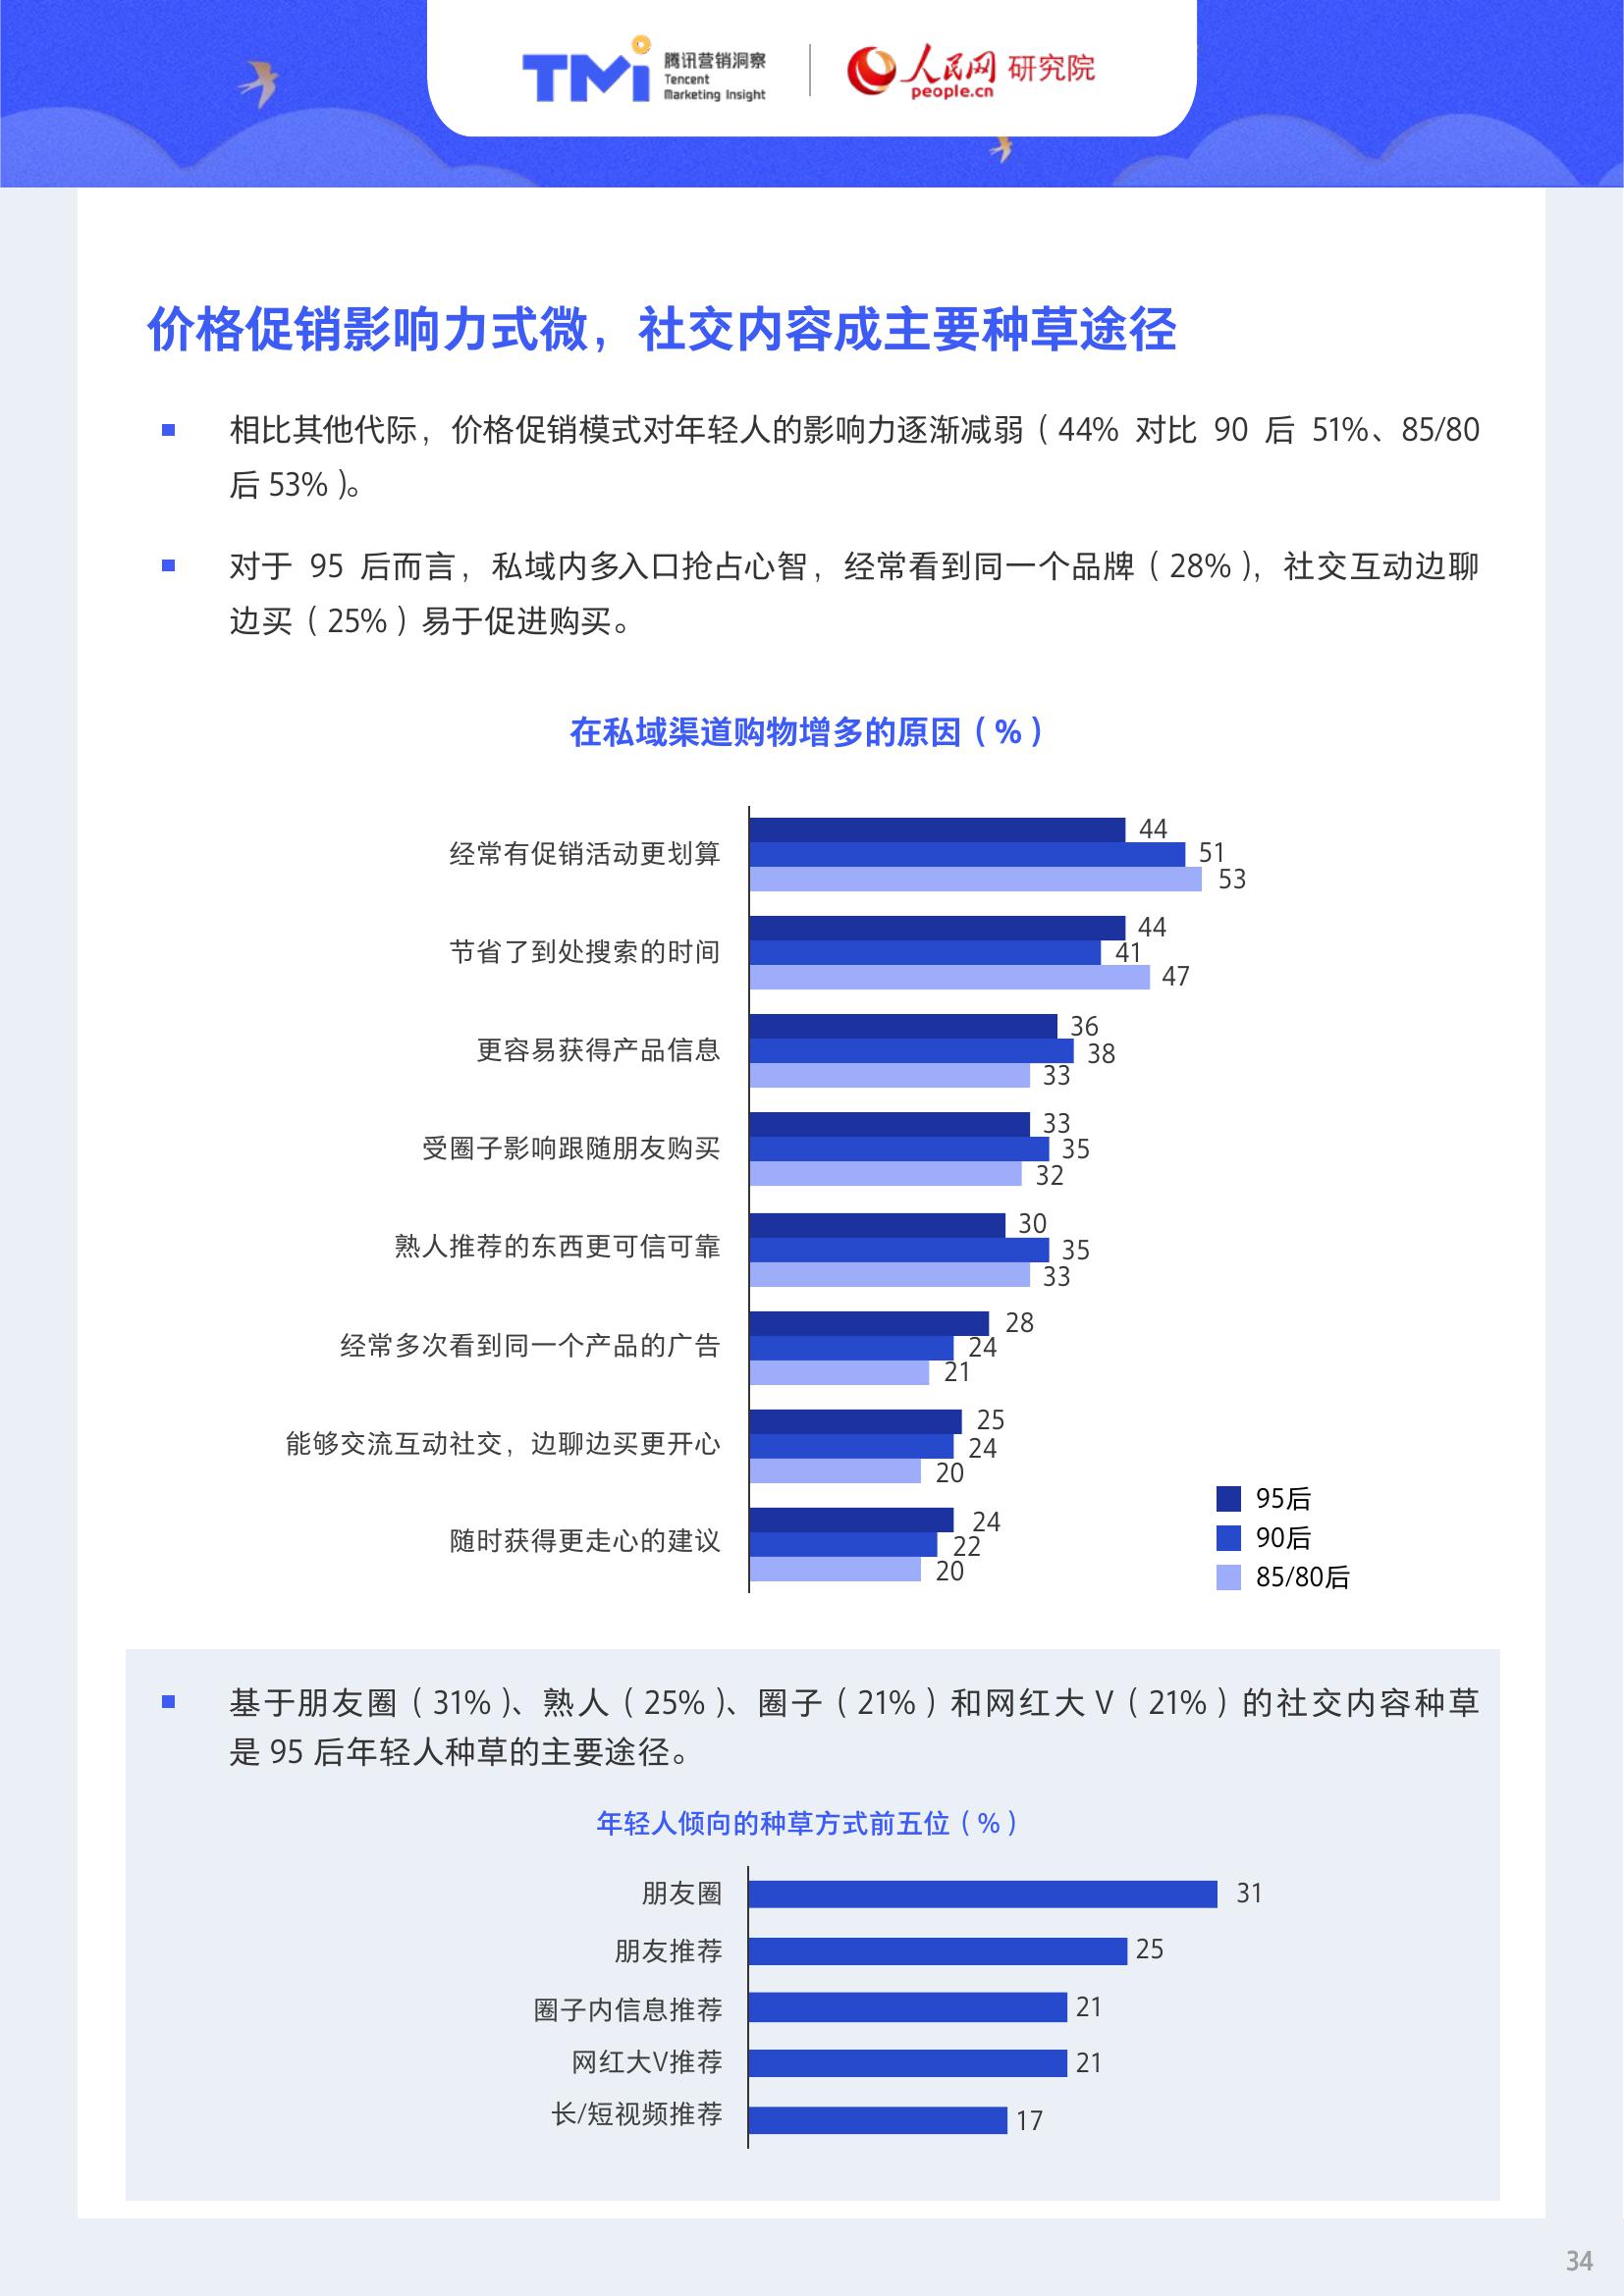 TMi 腾讯营销洞察
Tencent
Marketing Insight
人民网 研究院
people.cn
价格促销影响力式微，社交内容成主要种草途径
相比其他代际，价格促销模式对年轻人的影响力逐渐减弱（44% 对比 90 后 51%、85/80
后 53%）。
对于 95 后而言，私域内多入口抢占心智，经常看到同一个品牌（28%），社交互动边聊
边买（25%）易于促进购买。
在私域渠道购物增多的原因（%）
经常有促销活动更划算
44
51
53
节省了到处搜索的时间
44
41
47
更容易获得产品信息
36
38
33
受圈子影响跟随朋友购买
33
35
32
熟人推荐的东西更可信可靠
30
35
33
经常多次看到同一个产品的广告
28
24
21
能够交流互动社交，边聊边买更开心
25
24
20
随时获得更走心的建议
24
22
20
95后
90后
85/80后
基于朋友圈（31%）、熟人（25%）、圈子（21%）和网红大 V（21%）的社交内容种草
是 95 后年轻人种草的主要途径。
年轻人倾向的种草方式前五位（%）
朋友圈 31
朋友推荐 25
圈子内信息推荐 21
网红大V推荐 21
长/短视频推荐 17
34